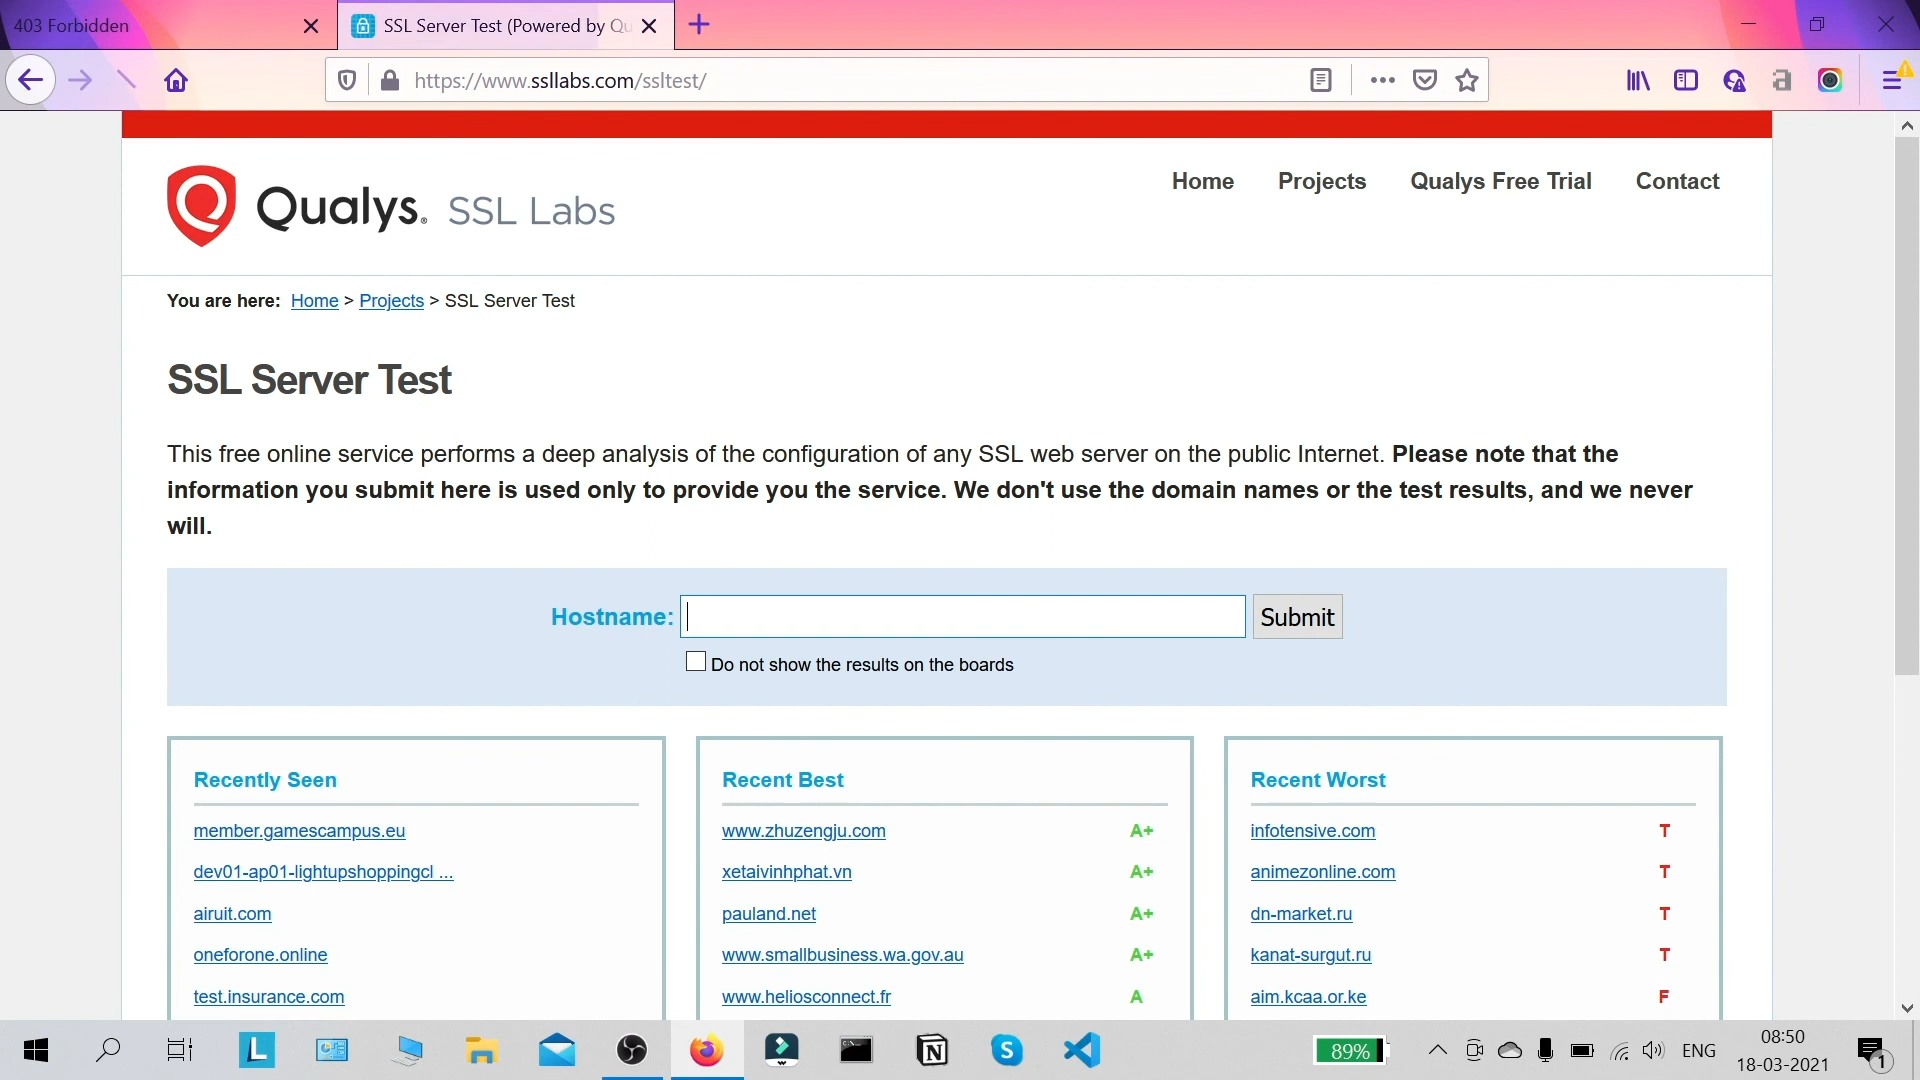 403 Forbidden
SSL Server Test (Powered by Qu
https://www.ssllabs.com/ssltest/
Qualys. SSL Labs
Home Projects Qualys Free Trial Contact
You are here: Home > Projects > SSL Server Test
SSL Server Test
This free online service performs a deep analysis of the configuration of any SSL web server on the public Internet. Please note that the
information you submit here is used only to provide you the service. We don't use the domain names or the test results, and we never
will.
Hostname: Submit
Do not show the results on the boards
Recently Seen
member.gamescampus.eu
dev01-ap01-lightupshoppingcl ...
airuit.com
oneforone.online
test.insurance.com
Recent Best
www.zhuzengju.com A+
xetaivinhphat.vn A+
pauland.net A+
www.smallbusiness.wa.gov.au A+
www.heliosconnect.fr A
Recent Worst
infotensive.com T
animezonline.com T
dn-market.ru T
kanat-surgut.ru T
aim.kcaa.or.ke F
89%
ENG
08:50
18-03-2021
1